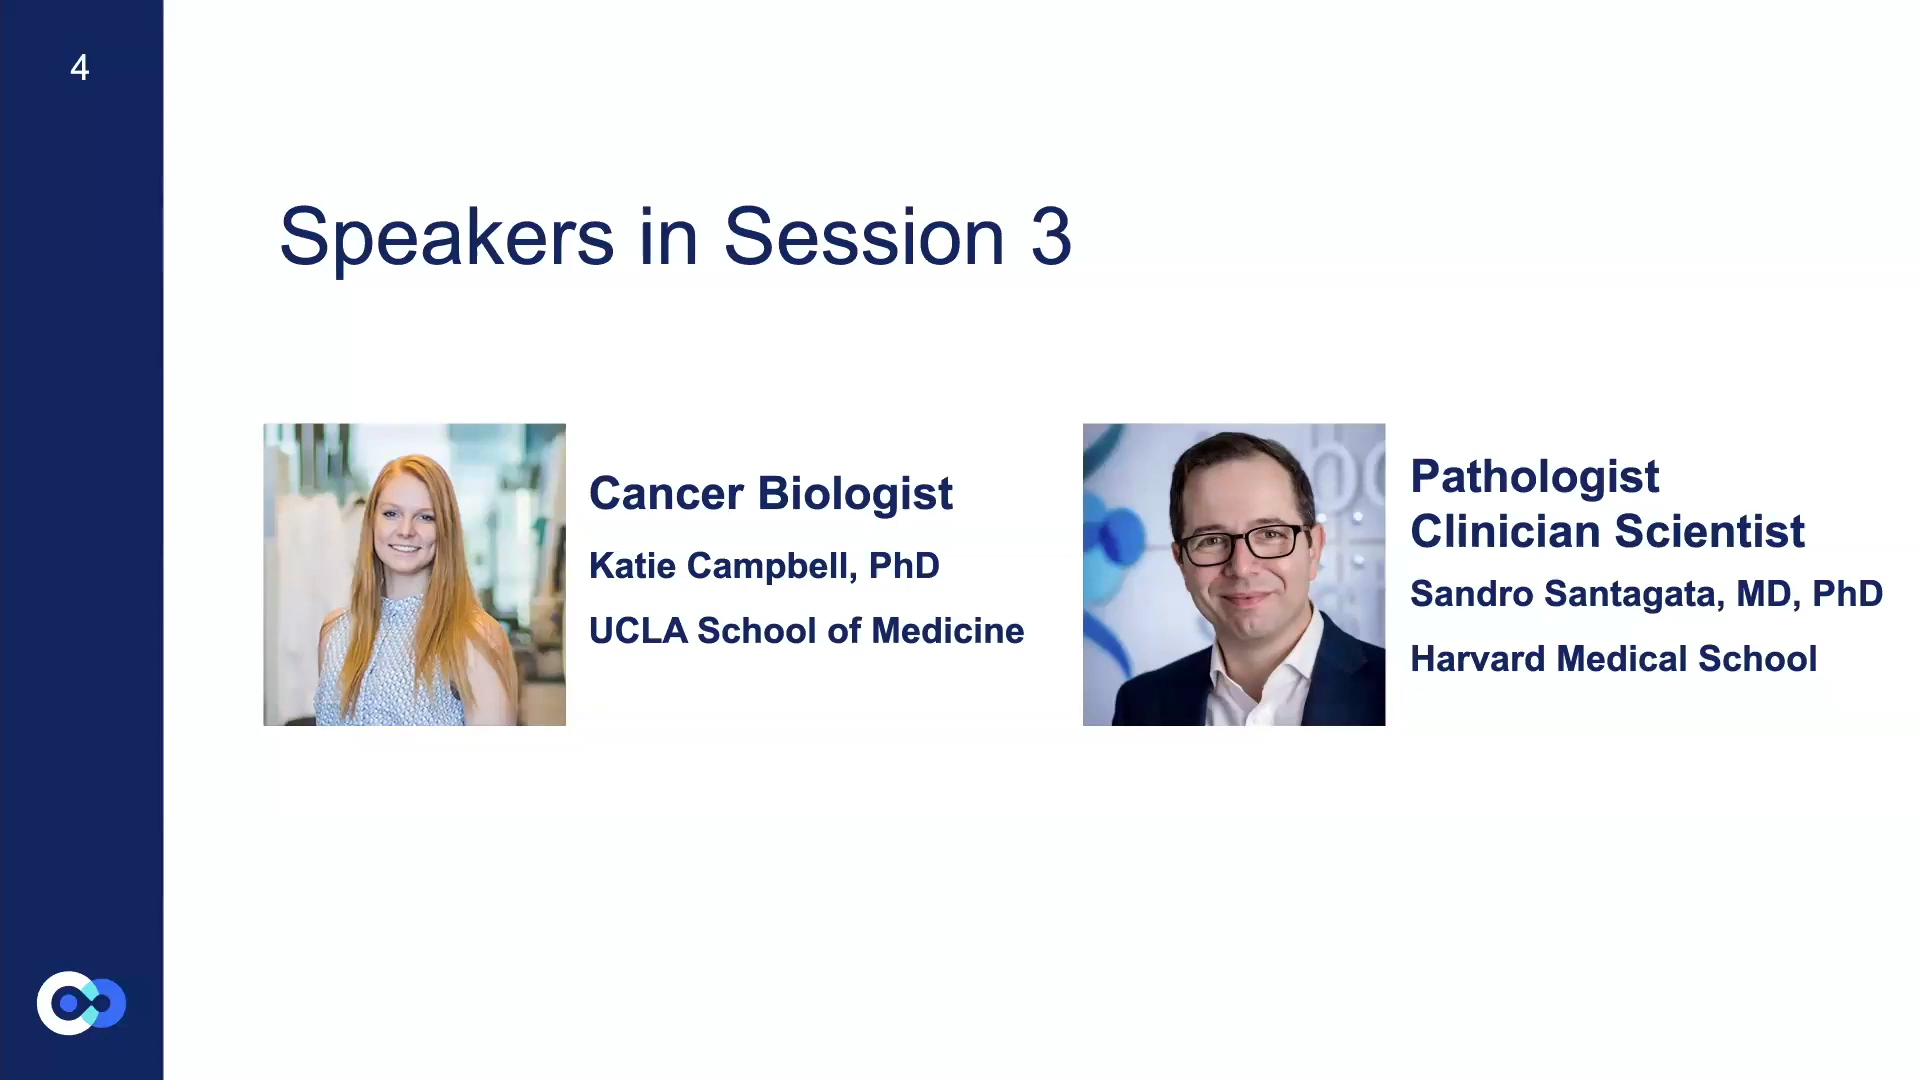 4
Speakers in Session 3
Cancer Biologist
Katie Campbell, PhD
UCLA School of Medicine
Pathologist
Clinician Scientist
Sandro Santagata, MD, PhD
Harvard Medical School